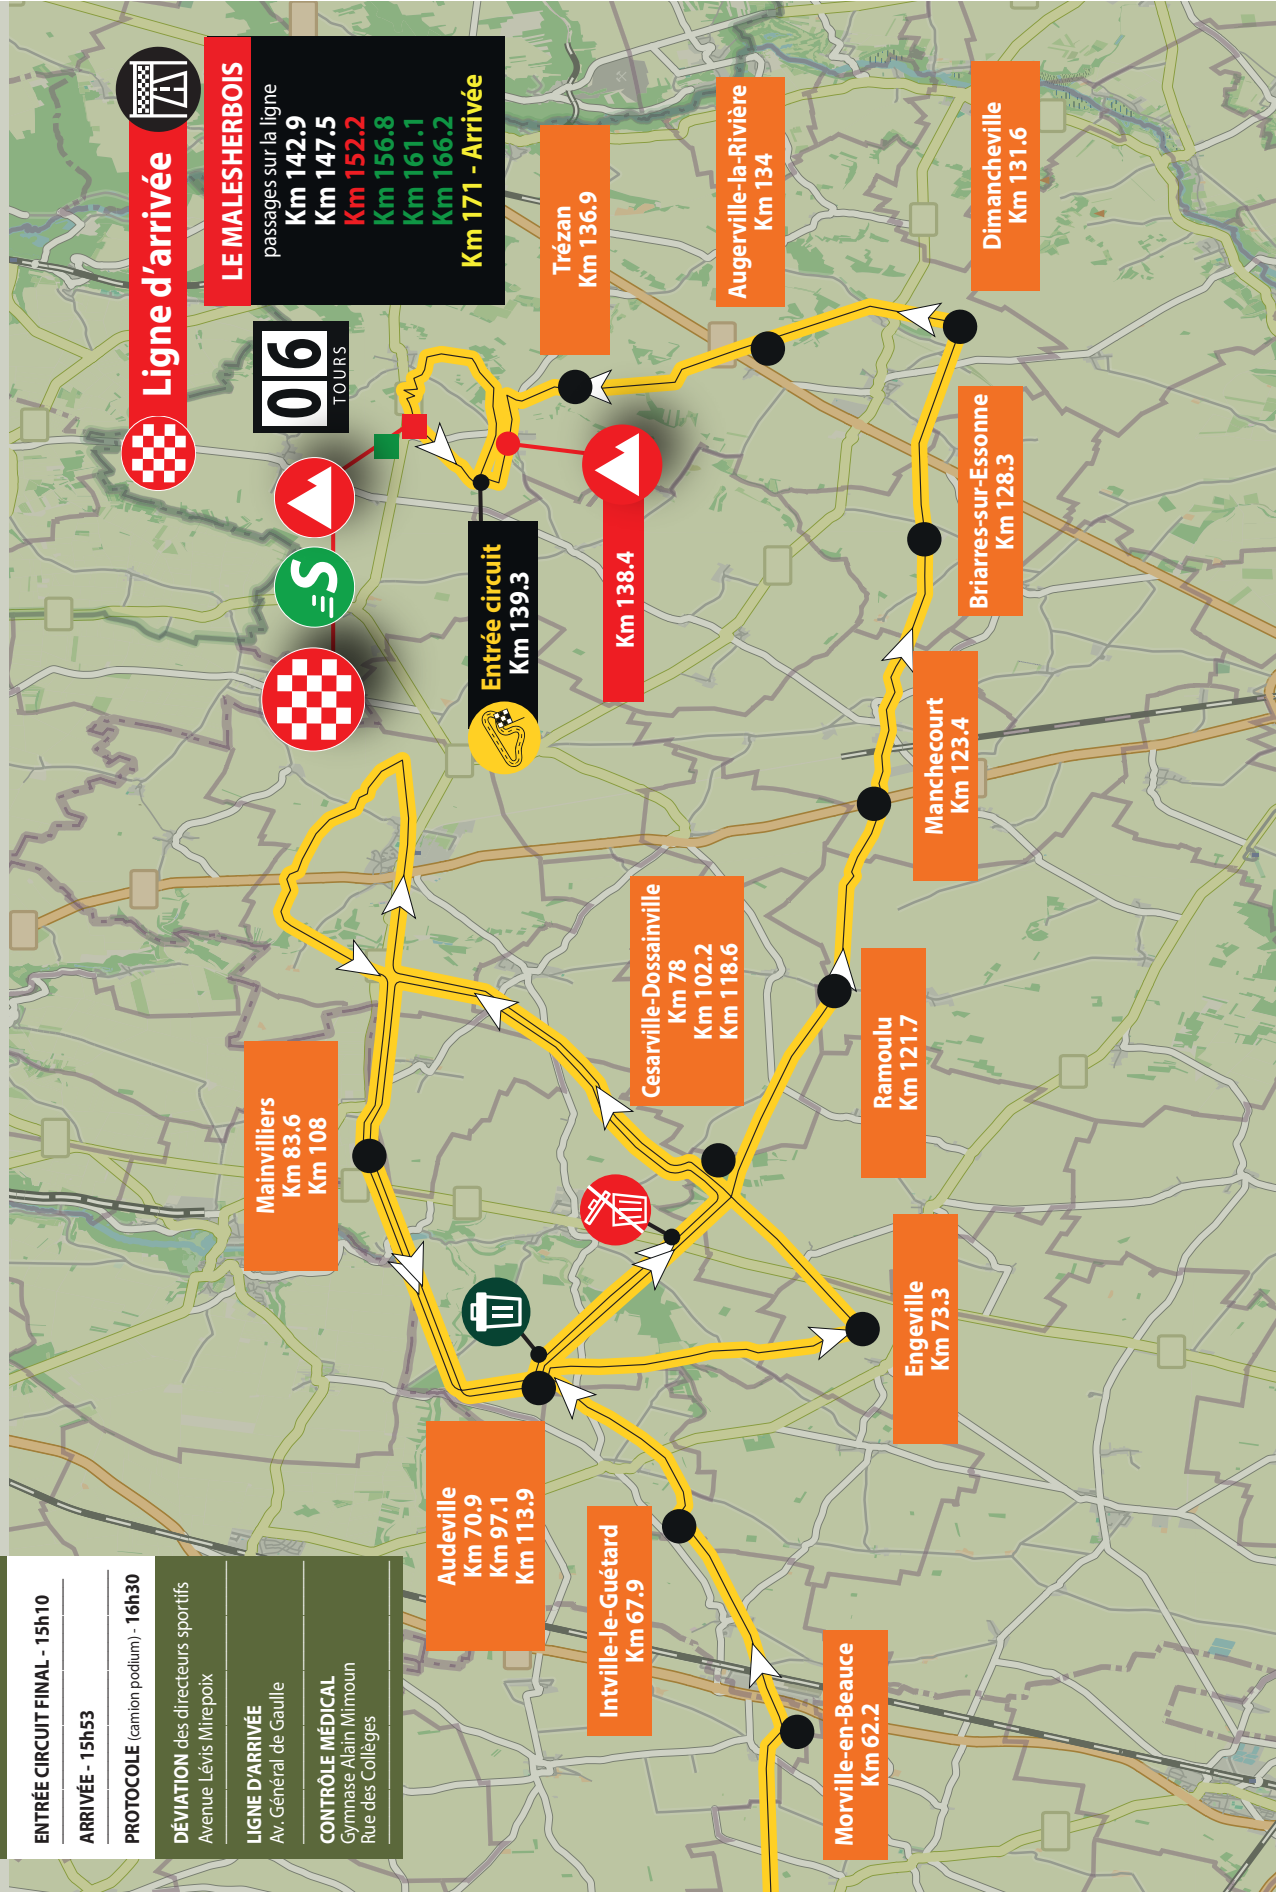 ENTRÉE CIRCUIT FINAL - 15h10
ARRIVÉE - 15h53
PROTOCOLE (camion podium) - 16h30
DÉVIATION des directeurs sportifs
Avenue Lévis Mirepoix
LIGNE D'ARRIVÉE
Av. Général de Gaulle
CONTRÔLE MÉDICAL
Gymnase Alain Mimoun
Rue des Collèges
Morville-en-Beauce
Km 62.2
Intville-le-Guétard
Km 67.9
Audeville
Km 70.9
Km 97.1
Km 113.9
Engeville
Km 73.3
Mainvilliers
Km 83.6
Km 108
Cesarville-Dossainville
Km 78
Km 102.2
Km 118.6
Ramoulu
Km 121.7
Manchecourt
Km 123.4
Briarres-sur-Essonne
Km 128.3
Dimancheville
Km 131.6
Augerville-la-Rivière
Km 134
Trézan
Km 136.9
Km 138.4
Entrée circuit
Km 139.3
S
06
TOURS
Ligne d'arrivée
LE MALESHERBOIS
passages sur la ligne
Km 142.9
Km 147.5
Km 152.2
Km 156.8
Km 161.1
Km 166.2
Km 171 - Arrivée